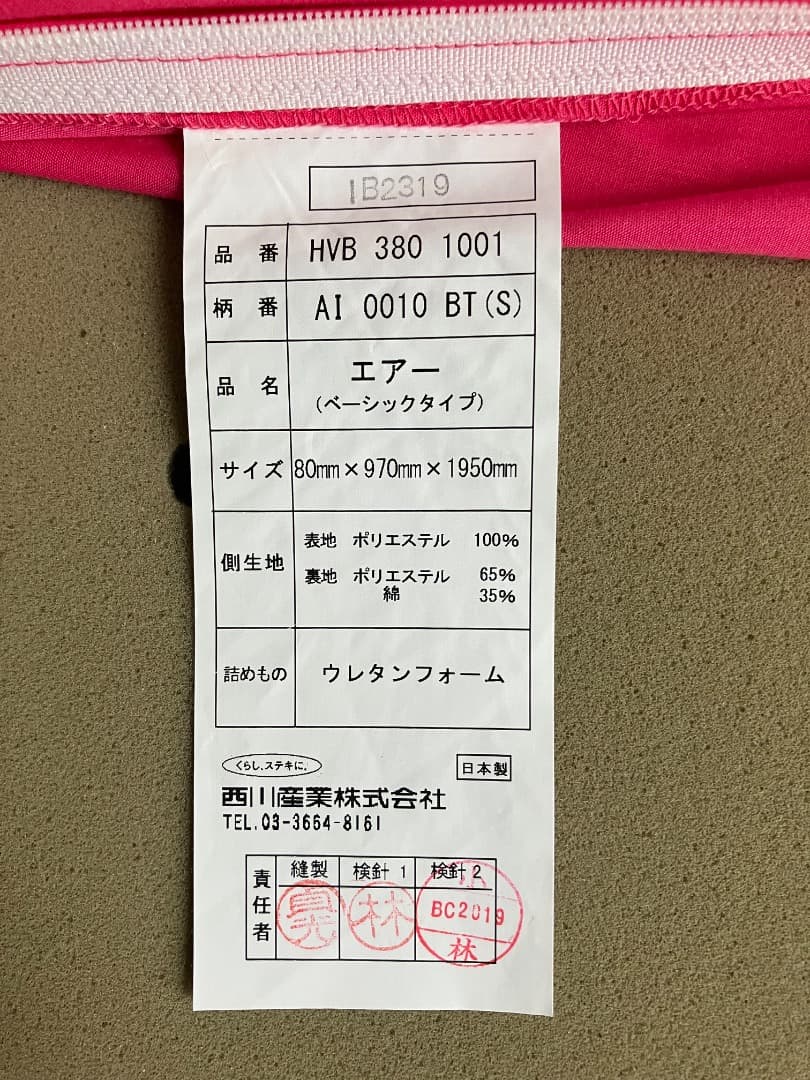 1B2319
品番 HVB 380 1001
柄番 AI 0010 BT(S)
品名 エアー
(ベーシックタイプ)
サイズ 80mm×970mm×1950mm
側生地 表地 ポリエステル 100%
裏地 ポリエステル 65%
綿 35%
詰めもの ウレタンフォーム
くらし、ステキに。
日本製
西川産業株式会社
TEL.03-3664-8161
責任者 縫製 検針1 検針2
林
BC2019
林